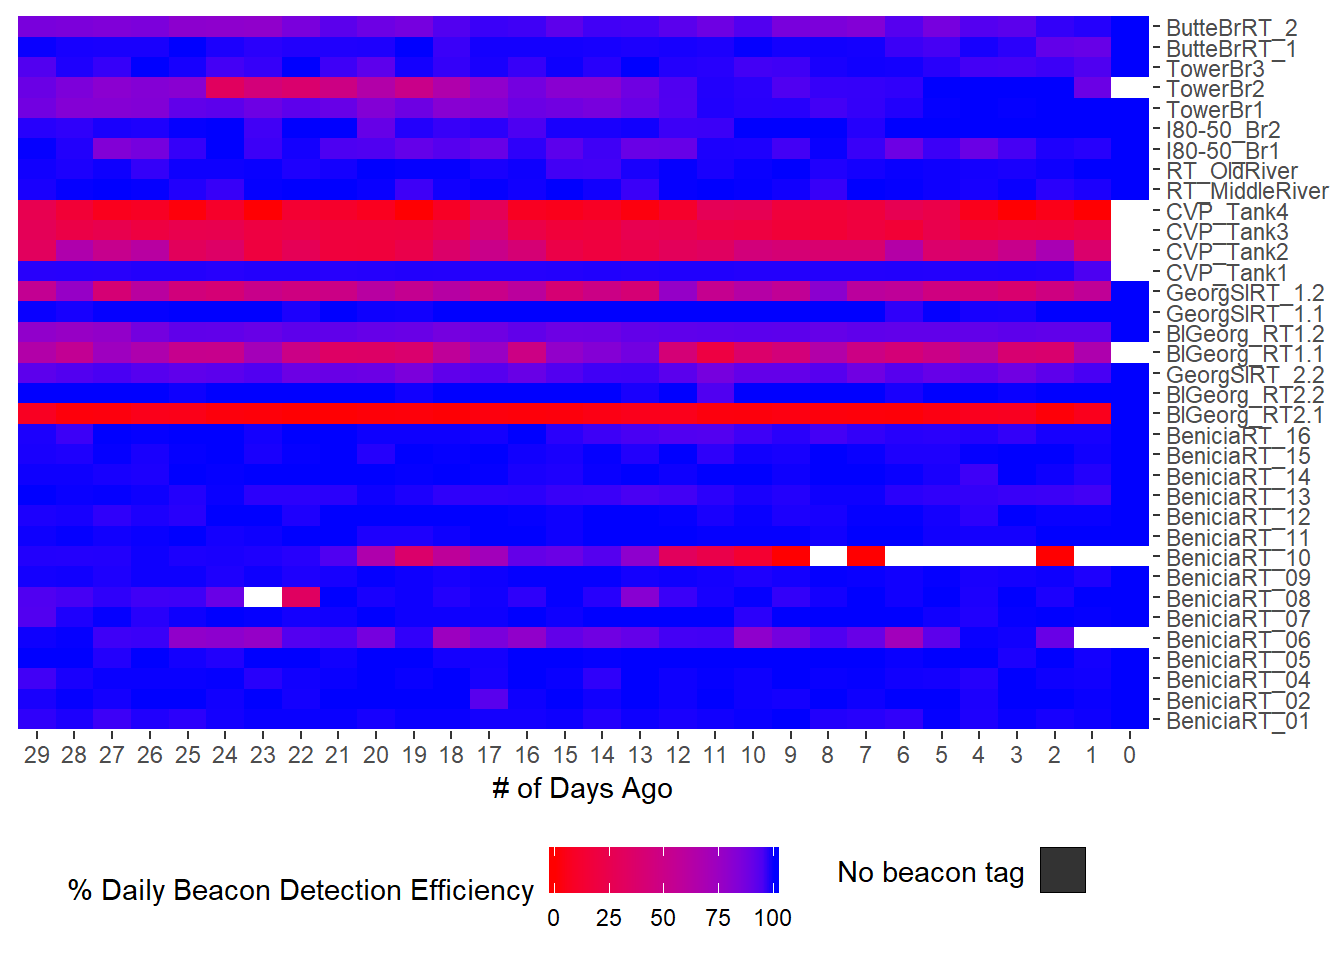 ButteBrRT_2
ButteBrRT_1
TowerBr3
TowerBr2
TowerBr1
I80-50_Br2
I80-50_Br1
RT_OldRiver
RT_MiddleRiver
CVP_Tank4
CVP_Tank3
CVP_Tank2
CVP_Tank1
GeorgSlRT_1.2
GeorgSlRT_1.1
BlGeorg_RT1.2
BlGeorg_RT1.1
GeorgSlRT_2.2
BlGeorg_RT2.2
BlGeorg_RT2.1
BeniciaRT_16
BeniciaRT_15
BeniciaRT_14
BeniciaRT_13
BeniciaRT_12
BeniciaRT_11
BeniciaRT_10
BeniciaRT_09
BeniciaRT_08
BeniciaRT_07
BeniciaRT_06
BeniciaRT_05
BeniciaRT_04
BeniciaRT_02
BeniciaRT_01
29 28 27 26 25 24 23 22 21 20 19 18 17 16 15 14 13 12 11 10 9 8 7 6 5 4 3 2 1 0
# of Days Ago
% Daily Beacon Detection Efficiency
0 25 50 75 100
No beacon tag